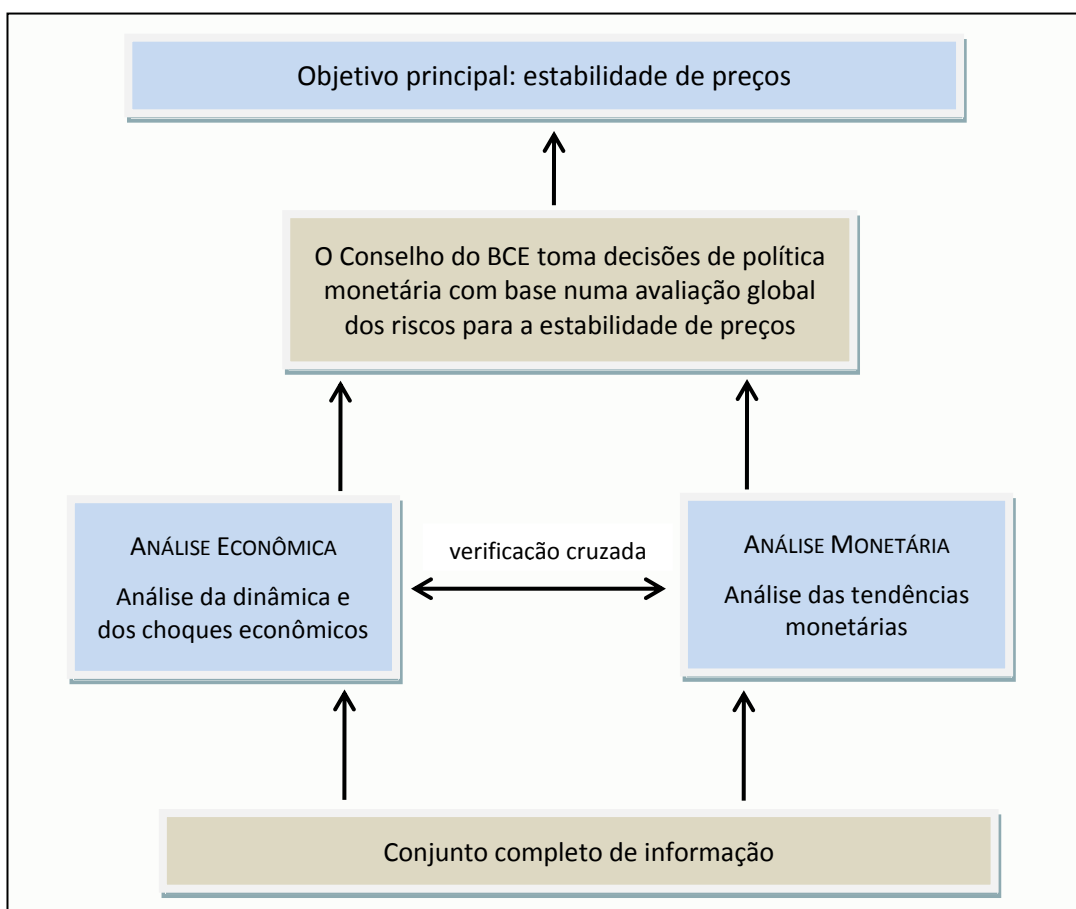 Objetivo principal: estabilidade de preços
O Conselho do BCE toma decisões de política
monetária com base numa avaliação global
dos riscos para a estabilidade de preços
ANÁLISE ECONÔMICA
Análise da dinâmica e
dos choques econômicos
verificacão cruzada
ANÁLISE MONETÁRIA
Análise das tendências
monetárias
Conjunto completo de informação